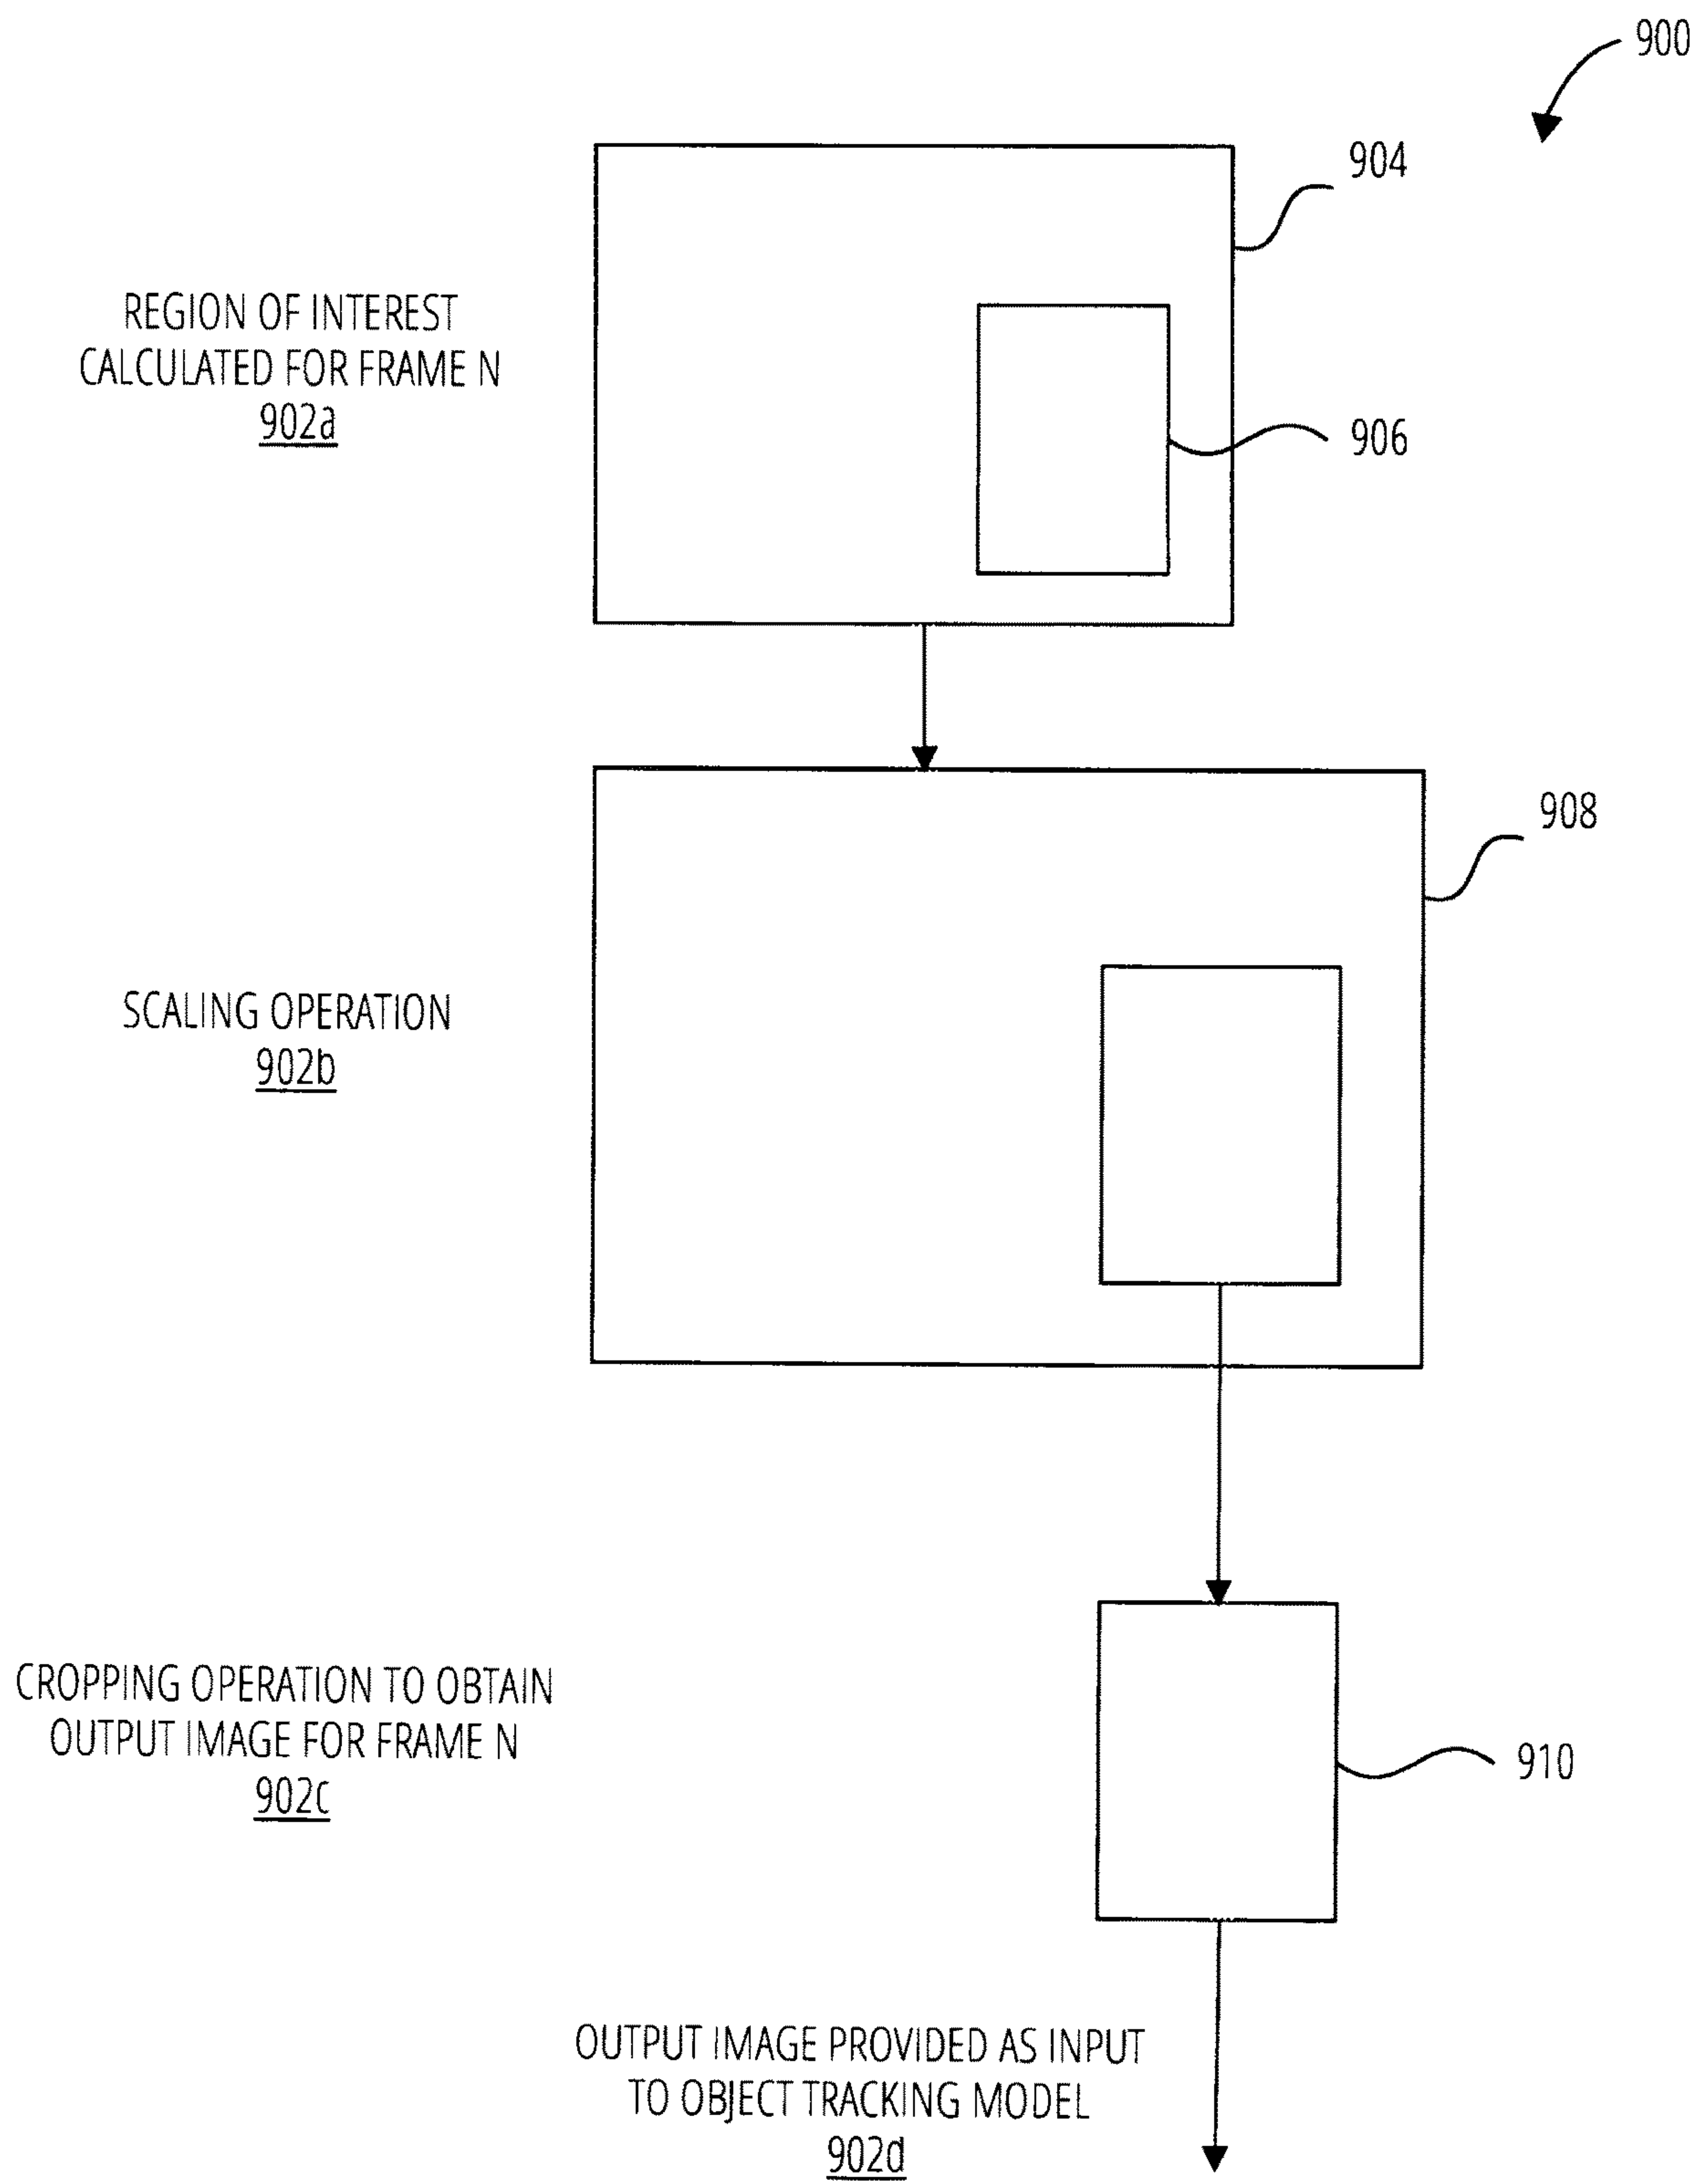 900
904
REGION OF INTEREST
CALCULATED FOR FRAME N
902a
906
908
SCALING OPERATION
902b
CROPPING OPERATION TO OBTAIN
OUTPUT IMAGE FOR FRAME N
902c
910
OUTPUT IMAGE PROVIDED AS INPUT
TO OBJECT TRACKING MODEL
902d